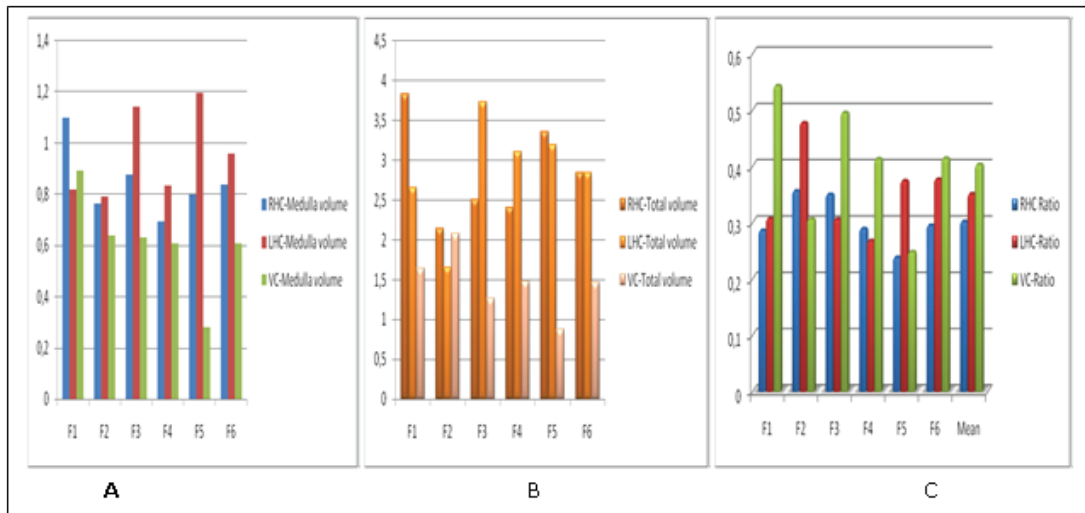 1,4
1,2
1
0,8
0,6
0,4
0,2
0
F1 F2 F3 F4 F5 F6
RHC-Medulla volume
LHC-Medulla volume
VC-Medulla volume
A
4,5
4
3,5
3
2,5
2
1,5
1
0,5
0
F1 F2 F3 F4 F5 F6
RHC-Total volume
LHC-Total volume
VC-Total volume
B
0,6
0,5
0,4
0,3
0,2
0,1
0
F1 F2 F3 F4 F5 F6 Mean
RHC Ratio
LHC-Ratio
VC-Ratio
C